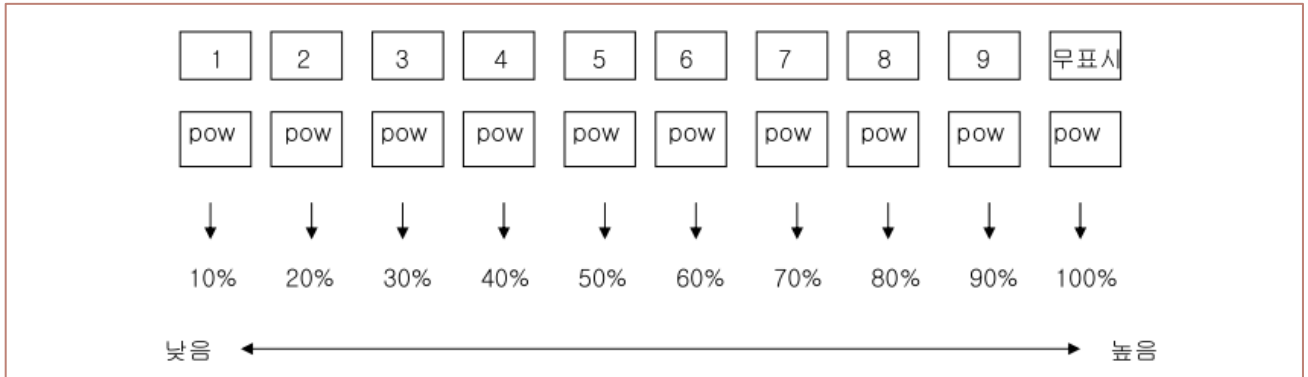 1 2 3 4 5 6 7 8 9 무표시
pow pow pow pow pow pow pow pow pow pow
10% 20% 30% 40% 50% 60% 70% 80% 90% 100%
낮음 높음